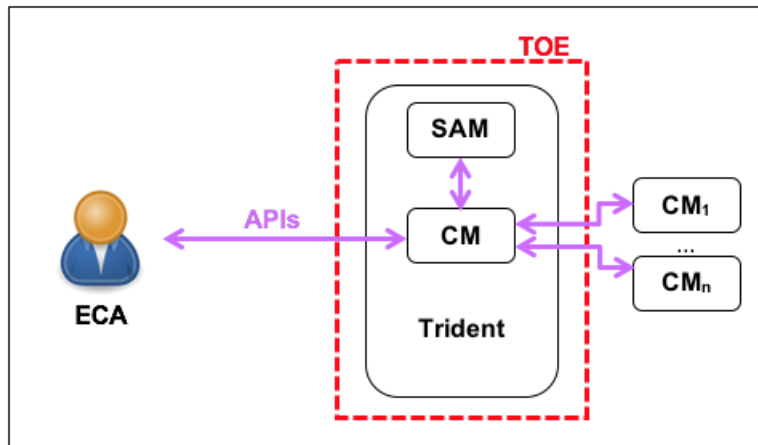 TOE
SAM
APIs
CM
CM₁
...
CMₙ
ECA
Trident